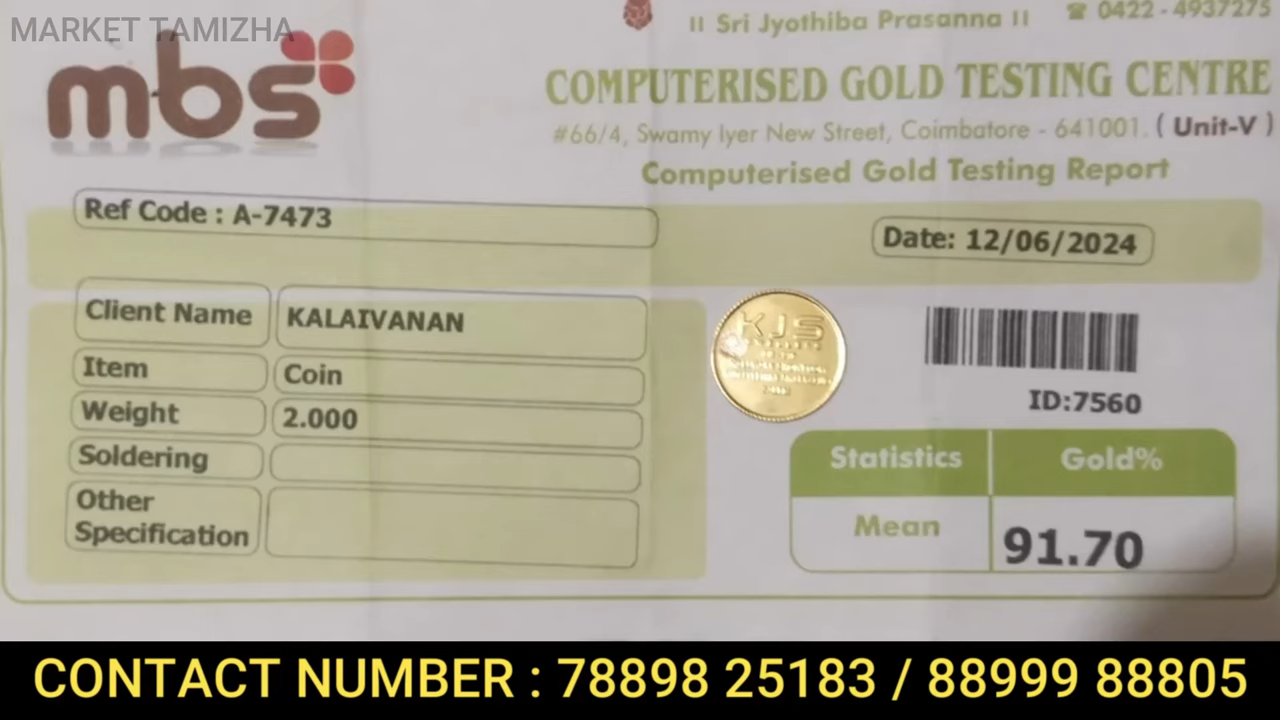 MARKET TAMIZHA
mbs
॥ Sri Jyothiba Prasanna ॥
☎ 0422 - 4937275
COMPUTERISED GOLD TESTING CENTRE
#66/4, Swamy Iyer New Street, Coimbatore - 641001. ( Unit-V )
Computerised Gold Testing Report
Ref Code : A-7473
Date: 12/06/2024
Client Name KALAIVANAN
Item Coin
Weight 2.000
Soldering
Other
Specification
KJS
ID:7560
Statistics Gold%
Mean 91.70
CONTACT NUMBER : 78898 25183 / 88999 88805